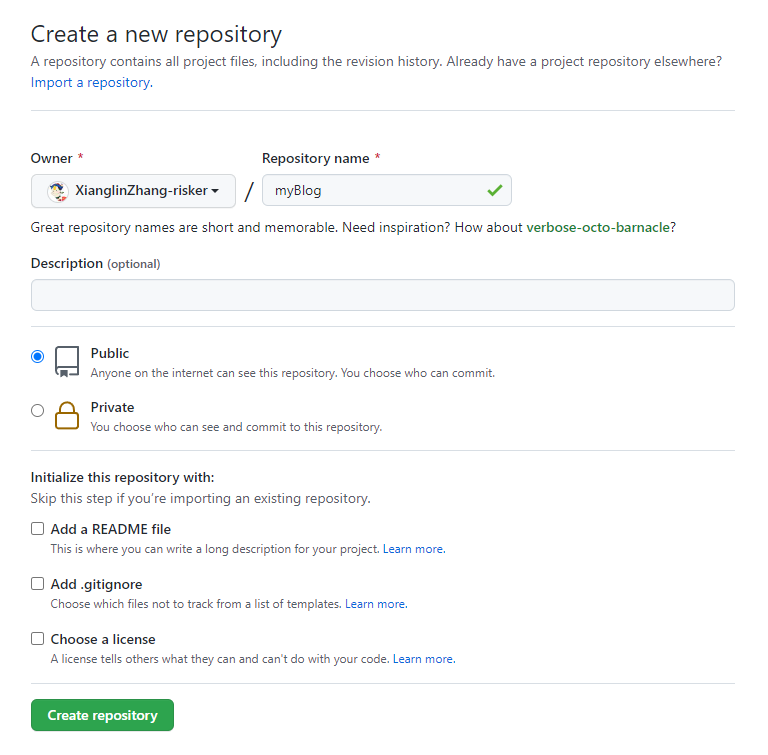 Create a new repository
A repository contains all project files, including the revision history. Already have a project repository elsewhere?
Import a repository.
Owner *
Repository name *
XianglinZhang-risker
/
myBlog
Great repository names are short and memorable. Need inspiration? How about verbose-octo-barnacle?
Description (optional)
Public
Anyone on the internet can see this repository. You choose who can commit.
Private
You choose who can see and commit to this repository.
Initialize this repository with:
Skip this step if you're importing an existing repository.
Add a README file
This is where you can write a long description for your project. Learn more.
Add .gitignore
Choose which files not to track from a list of templates. Learn more.
Choose a license
A license tells others what they can and can't do with your code. Learn more.
Create repository